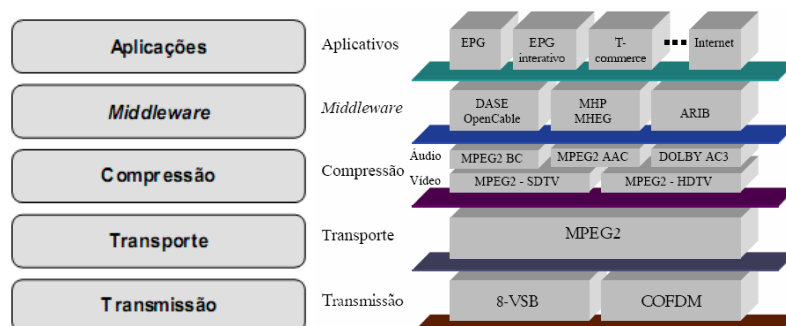 Aplicações
Middleware
Compressão
Transporte
Transmissão
Aplicativos
EPG
EPG
interativo
T-
commerce
Internet
Middleware
DASE
OpenCable
MHP
MHEG
ARIB
Compressão
Áudio
MPEG2 BC
MPEG2 AAC
DOLBY AC3
Vídeo
MPEG2 - SDTV
MPEG2 - HDTV
Transporte
MPEG2
Transmissão
8-VSB
COFDM